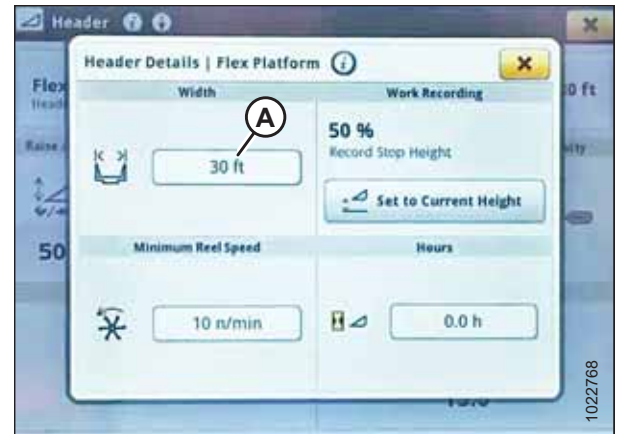 Header
Header Details | Flex Platform
Flex
0 ft
Width
Work Recording
A
50 %
Record Stop Height
30 ft
Set to Current Height
50
Minimum Reel Speed
Hours
10 n/min
0.0 h
1022768